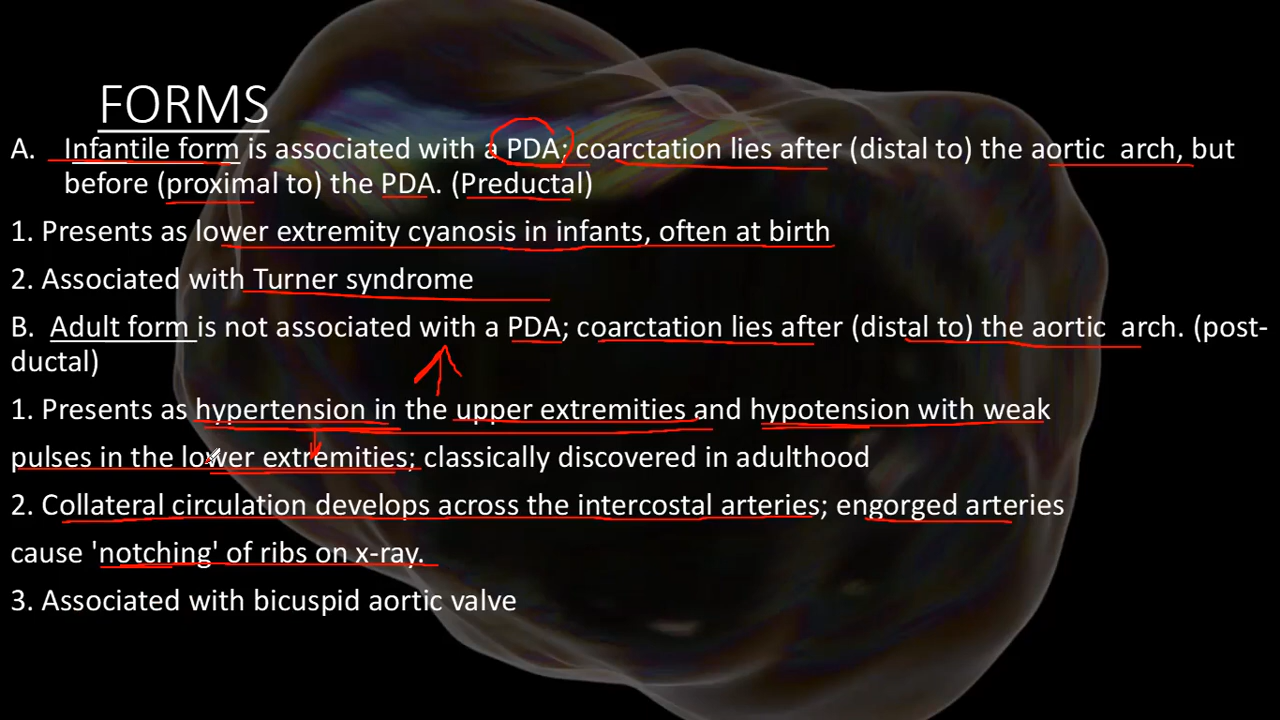 FORMS
A. Infantile form is associated with a PDA; coarctation lies after (distal to) the aortic arch, but
before (proximal to) the PDA. (Preductal)
1. Presents as lower extremity cyanosis in infants, often at birth
2. Associated with Turner syndrome
B. Adult form is not associated with a PDA; coarctation lies after (distal to) the aortic arch. (post-
ductal)
1. Presents as hypertension in the upper extremities and hypotension with weak
pulses in the lower extremities; classically discovered in adulthood
2. Collateral circulation develops across the intercostal arteries; engorged arteries
cause 'notching' of ribs on x-ray.
3. Associated with bicuspid aortic valve